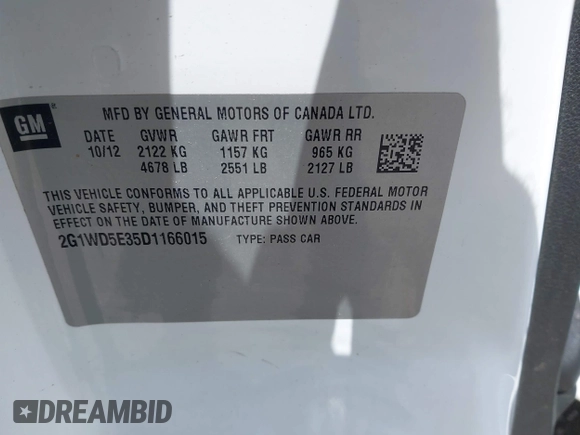 GM
MFD BY GENERAL MOTORS OF CANADA LTD.
DATE GVWR GAWR FRT GAWR RR
10/12 2122 KG 1157 KG 965 KG
4678 LB 2551 LB 2127 LB
THIS VEHICLE CONFORMS TO ALL APPLICABLE U.S. FEDERAL MOTOR
VEHICLE SAFETY, BUMPER, AND THEFT PREVENTION STANDARDS IN
EFFECT ON THE DATE OF MANUFACTURE SHOWN ABOVE.
2G1WD5E35D1166015 TYPE: PASS CAR
DREAMBID